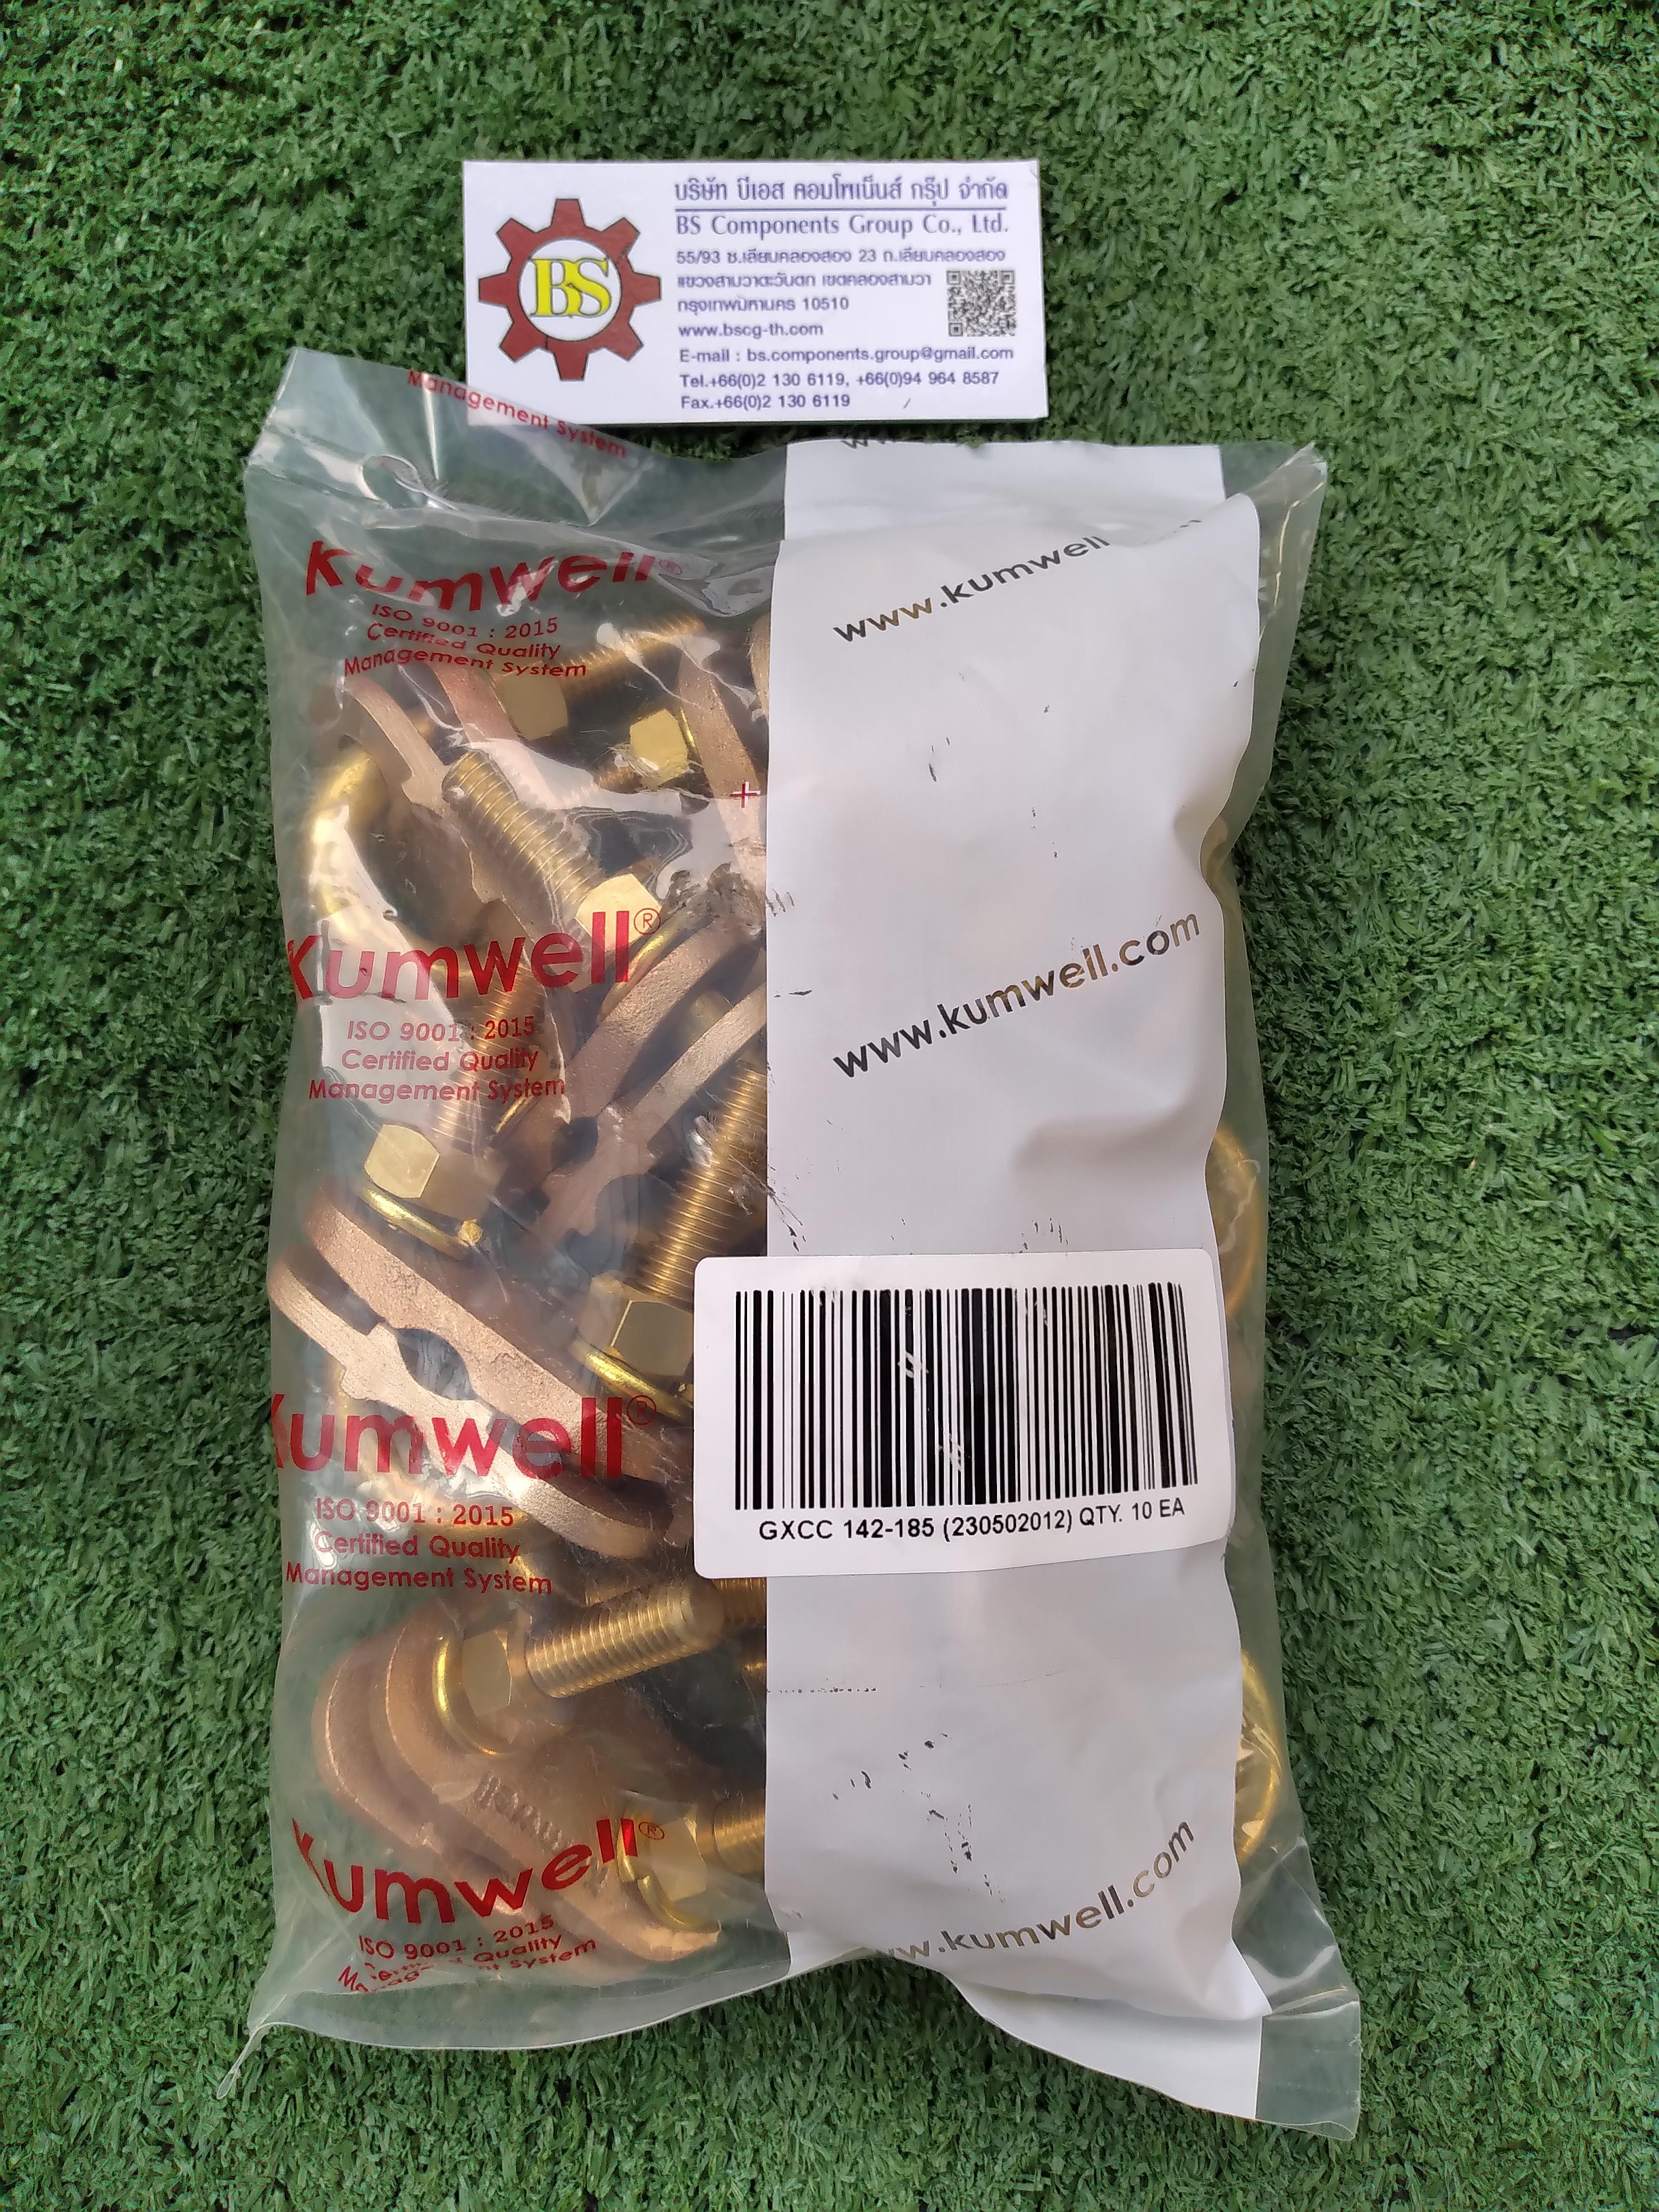 บริษัท บีเอส คอมโพเน็นส์ กรุ๊ป จำกัด
BS Components Group Co., Ltd.
BS
55/93 ซ.เลียบคลองสอง 23 ถ.เลียบคลองสอง
แขวงสามวาตะวันตก เขตคลองสามวา
กรุงเทพมหานคร 10510
www.bscg-th.com
E-mail : bs.components.group@gmail.com
Tel.+66(0)2 130 6119, +66(0)94 964 8587
Fax.+66(0)2 130 6119
Management System
Kumwell®
ISO 9001 : 2015
Certified Quality
Management System
www.kumwell
Kumwell®
ISO 9001 : 2015
Certified Quality
Management System
www.kumwell.com
Kumwell®
ISO 9001 : 2015
Certified Quality
Management System
GXCC 142-185 (230502012) QTY. 10 EA
Kumwell®
ISO 9001 : 2015
Quality
www.kumwell.com